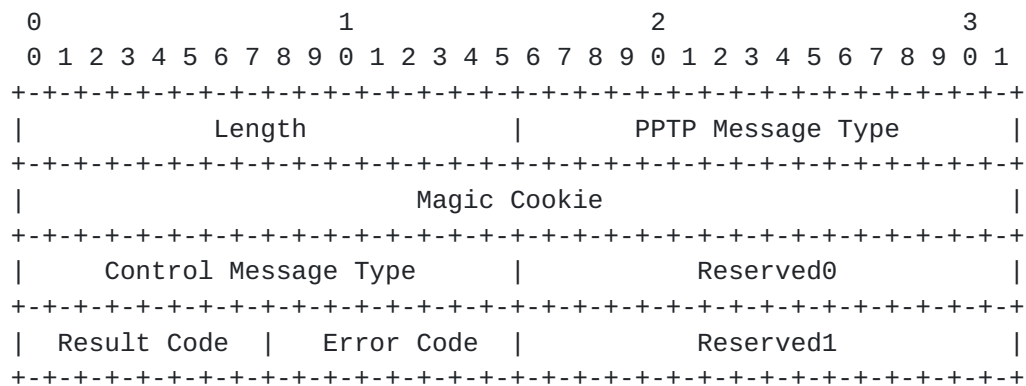 0                   1                   2                   3
 0 1 2 3 4 5 6 7 8 9 0 1 2 3 4 5 6 7 8 9 0 1 2 3 4 5 6 7 8 9 0 1
+-+-+-+-+-+-+-+-+-+-+-+-+-+-+-+-+-+-+-+-+-+-+-+-+-+-+-+-+-+-+-+-+
|            Length             |       PPTP Message Type       |
+-+-+-+-+-+-+-+-+-+-+-+-+-+-+-+-+-+-+-+-+-+-+-+-+-+-+-+-+-+-+-+-+
|                         Magic Cookie                          |
+-+-+-+-+-+-+-+-+-+-+-+-+-+-+-+-+-+-+-+-+-+-+-+-+-+-+-+-+-+-+-+-+
|     Control Message Type      |           Reserved0           |
+-+-+-+-+-+-+-+-+-+-+-+-+-+-+-+-+-+-+-+-+-+-+-+-+-+-+-+-+-+-+-+-+
|  Result Code  |   Error Code  |           Reserved1           |
+-+-+-+-+-+-+-+-+-+-+-+-+-+-+-+-+-+-+-+-+-+-+-+-+-+-+-+-+-+-+-+-+